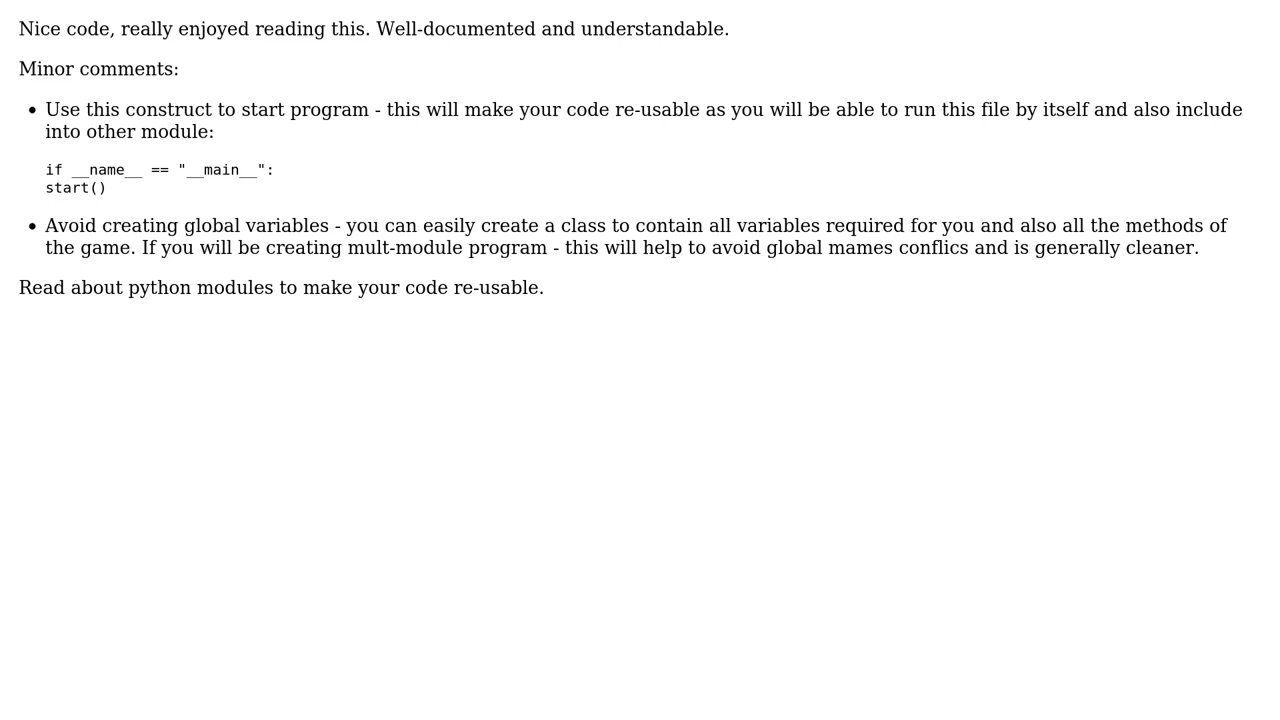 Nice code, really enjoyed reading this. Well-documented and understandable.
Minor comments:
• Use this construct to start program - this will make your code re-usable as you will be able to run this file by itself and also include
into other module:
if __name__ == "__main__":
start()
• Avoid creating global variables - you can easily create a class to contain all variables required for you and also all the methods of
the game. If you will be creating mult-module program - this will help to avoid global mames conflics and is generally cleaner.
Read about python modules to make your code re-usable.